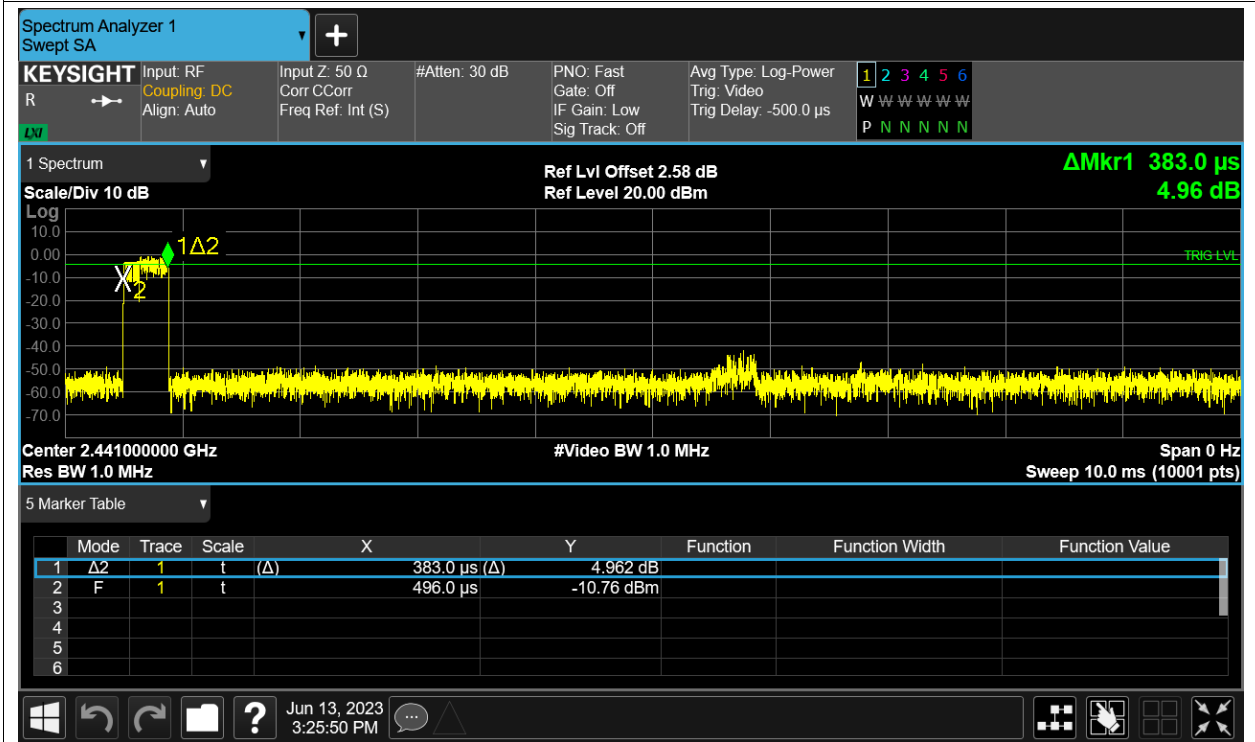 Spectrum Analyzer 1
Swept SA
KEYSIGHT
R
LXI
Input: RF
Coupling: DC
Align: Auto
Input Z: 50 Ω
Corr CCorr
Freq Ref: Int (S)
#Atten: 30 dB
PNO: Fast
Gate: Off
IF Gain: Low
Sig Track: Off
Avg Type: Log-Power
Trig: Video
Trig Delay: -500.0 µs
1 2 3 4 5 6
W W W W W W
P N N N N N
1 Spectrum
Scale/Div 10 dB
Ref Lvl Offset 2.58 dB
Ref Level 20.00 dBm
ΔMkr1 383.0 µs
4.96 dB
Log
10.0
0.00
-10.0
-20.0
-30.0
-40.0
-50.0
-60.0
-70.0
1Δ2
X2
TRIG LVL
Center 2.441000000 GHz
#Video BW 1.0 MHz
Span 0 Hz
Res BW 1.0 MHz
Sweep 10.0 ms (10001 pts)
5 Marker Table
Mode Trace Scale X Y Function Function Width Function Value
1 Δ2 1 t (Δ) 383.0 µs (Δ) 4.962 dB
2 F 1 t 496.0 µs -10.76 dBm
3
4
5
6
?
Jun 13, 2023
3:25:50 PM